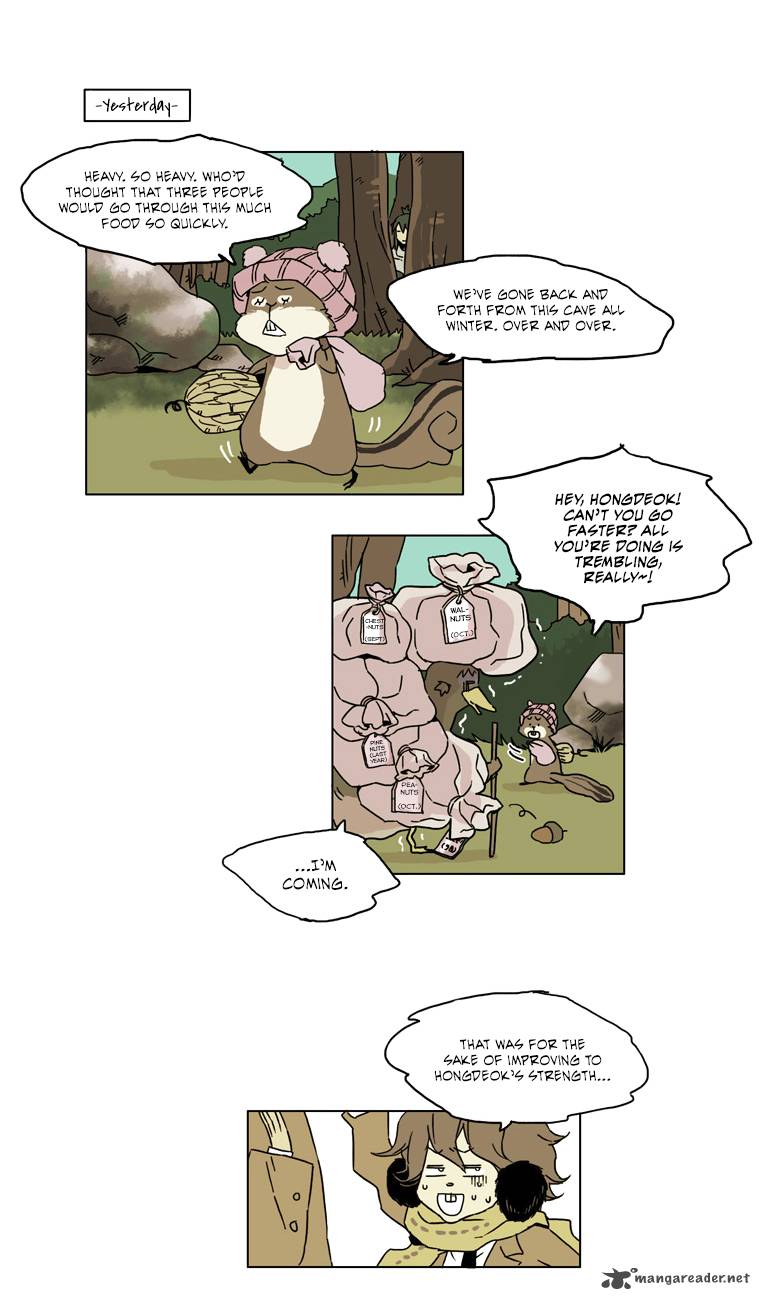 -Yesterday-
HEAVY. SO HEAVY. WHO'D
THOUGHT THAT THREE PEOPLE
WOULD GO THROUGH THIS MUCH
FOOD SO QUICKLY.
WE'VE GONE BACK AND
FORTH FROM THIS CAVE ALL
WINTER. OVER AND OVER.
HEY, HONGDEOK!
CAN'T YOU GO
FASTER? ALL
YOU'RE DOING IS
TREMBLING,
REALLY~!
CHEST
-NUTS
(SEPT)
WAL-
NUTS
(OCT.)
PINE
NUTS
(LAST
YEAR)
PEA-
NUTS
(OCT.)
...I'M
COMING.
THAT WAS FOR THE
SAKE OF IMPROVING TO
HONGDEOK'S STRENGTH...
mangareader.net